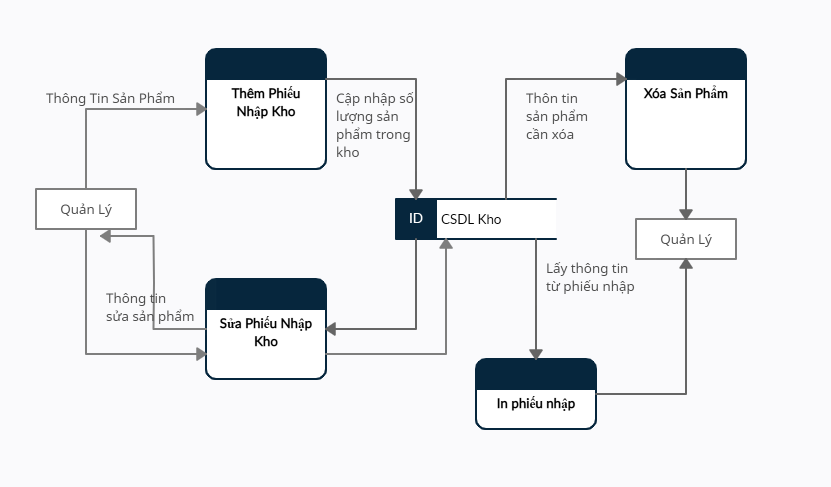 Thông Tin Sản Phẩm
Thêm Phiếu
Nhập Kho
Cập nhập số
lượng sản
phẩm trong
kho
Thôn tin
sản phẩm
cần xóa
Xóa Sản Phẩm
Quản Lý
ID
CSDL Kho
Quản Lý
Lấy thông tin
từ phiếu nhập
Thông tin
sửa sản phẩm
Sửa Phiếu Nhập
Kho
In phiếu nhập